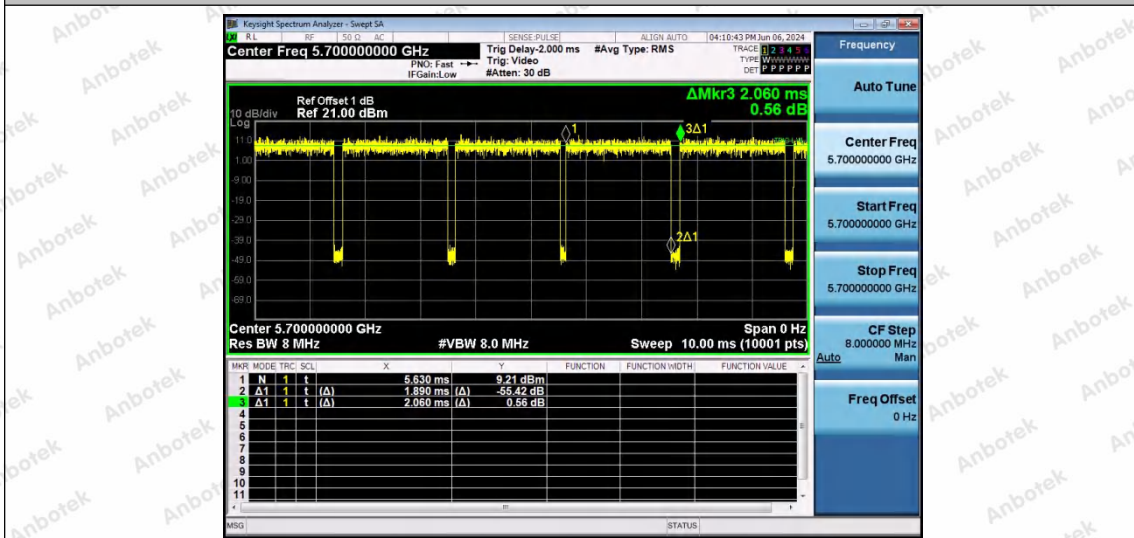 Keysight Spectrum Analyzer - Swept SA
RL RF 50 Ω AC SENSE:PULSE ALIGN AUTO 04:10:43 PM Jun 06, 2024
Center Freq 5.700000000 GHz Trig Delay-2.000 ms #Avg Type: RMS TRACE 1 2 3 4 5 6
PNO: Fast Trig: Video TYPE WWWWWW
IFGain:Low #Atten: 30 dB DET P P P P P P
Frequency
ΔMkr3 2.060 ms
0.56 dB
Ref Offset 1 dB
10 dB/div Ref 21.00 dBm
Log
11.0
1.00
-9.00
-19.0
-29.0
-39.0
-49.0
-59.0
-69.0
1
3Δ1
2Δ1
Center 5.700000000 GHz Span 0 Hz
Res BW 8 MHz #VBW 8.0 MHz Sweep 10.00 ms (10001 pts)
MKR MODE TRC SCL X Y FUNCTION FUNCTION WIDTH FUNCTION VALUE
1 N 1 t 5.630 ms 9.21 dBm
2 Δ1 1 t (Δ) 1.890 ms (Δ) -55.42 dB
3 Δ1 1 t (Δ) 2.060 ms (Δ) 0.56 dB
4
5
6
7
8
9
10
11
MSG STATUS
Auto Tune
Center Freq
5.700000000 GHz
Start Freq
5.700000000 GHz
Stop Freq
5.700000000 GHz
CF Step
8.000000 MHz
Auto Man
Freq Offset
0 Hz
Anbotek